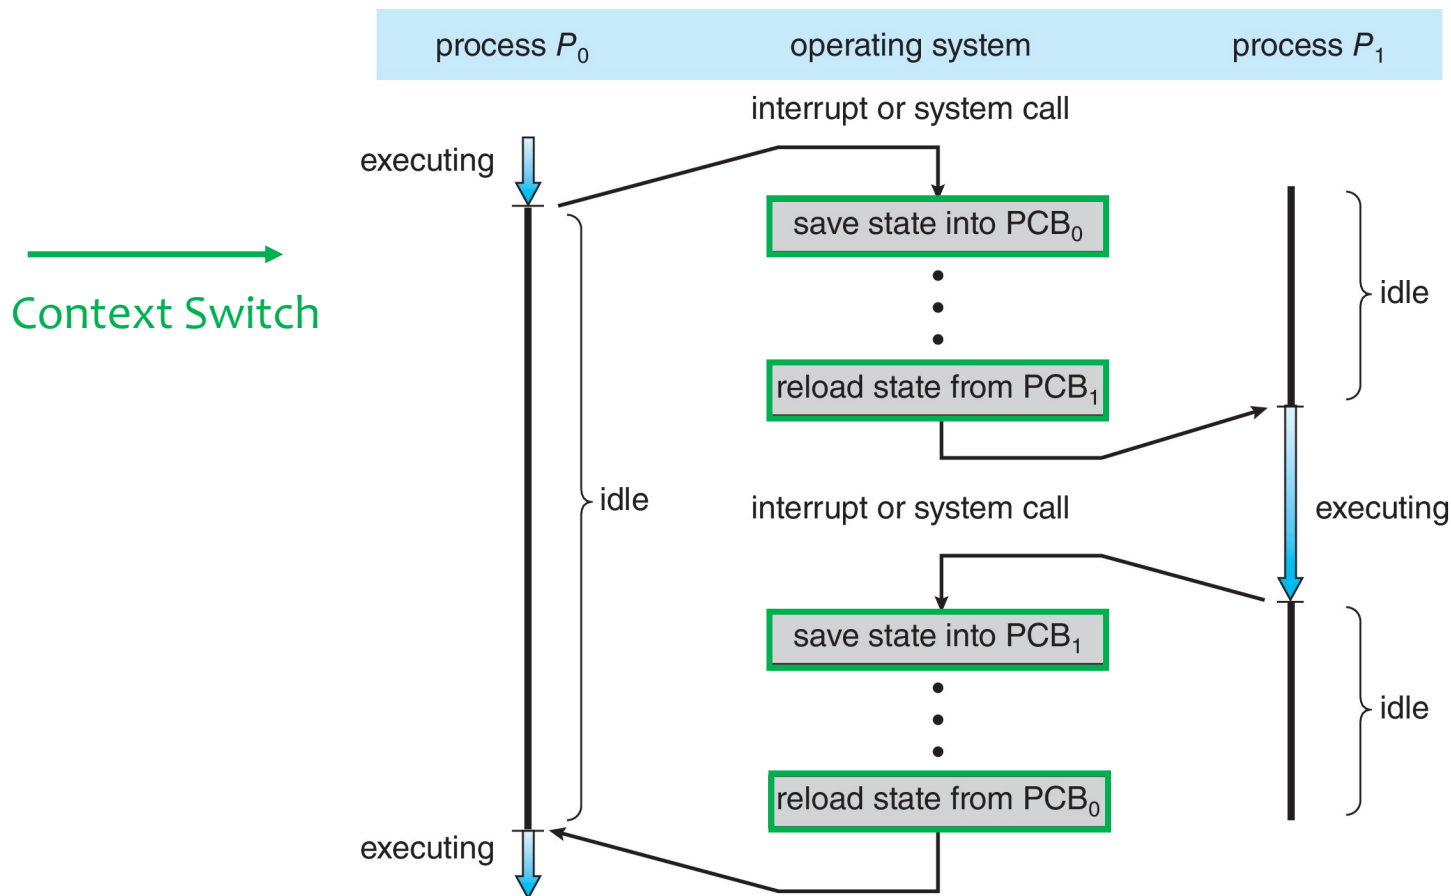 process P₀ operating system process P₁
interrupt or system call
executing
save state into PCB₀
idle
Context Switch
reload state from PCB₁
idle
interrupt or system call
executing
save state into PCB₁
idle
reload state from PCB₀
executing